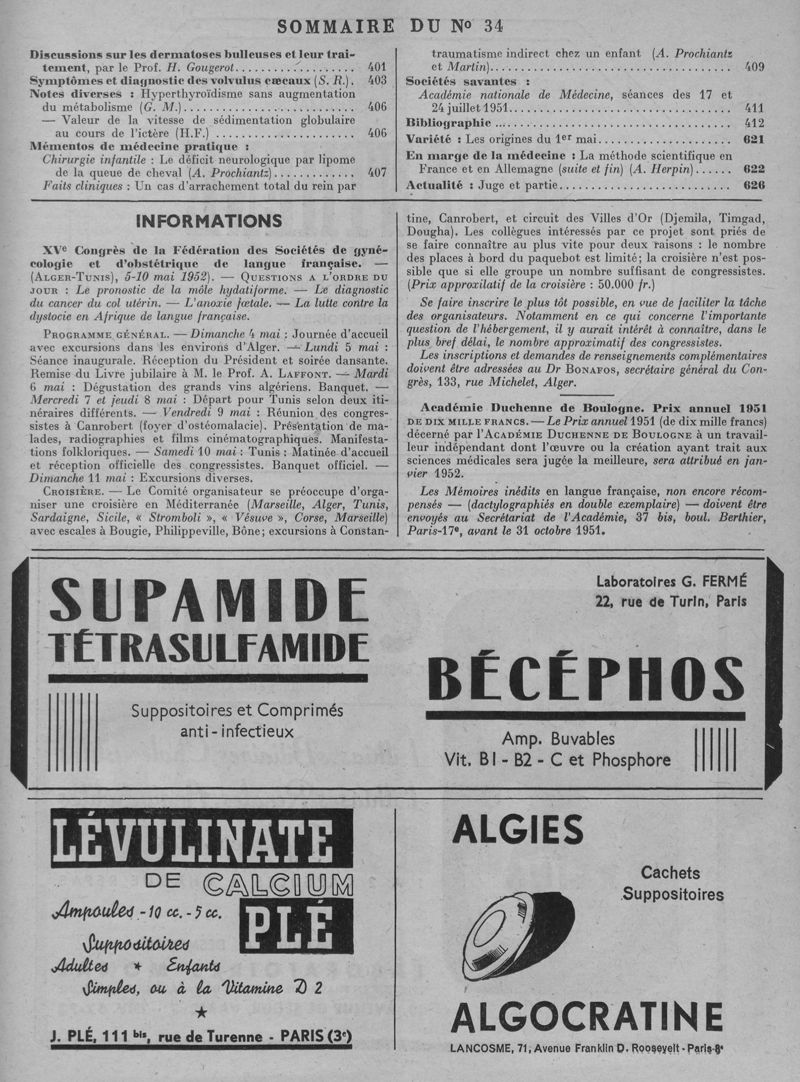 SOMMAIRE DU Nº 34
Discussions sur les dermatoses bulleuses et leur trai-
tement, par le Prof. H. Gougerot.................... 401
Symptômes et diagnostic des volvulus cæcaux (S. R.). 403
Notes diverses : Hyperthyroïdisme sans augmentation
du métabolisme (G. M.)......................... 406
— Valeur de la vitesse de sédimentation globulaire
au cours de l'ictère (H.F.) ...................... 406
Mémentos de médecine pratique :
Chirurgie infantile : Le déficit neurologique par lipome
de la queue de cheval (A. Prochiantz)............. 407
Faits cliniques : Un cas d'arrachement total du rein par
traumatisme indirect chez un enfant (A. Prochiantz
et Martin)...................................... 409
Sociétés savantes :
Académie nationale de Médecine, séances des 17 et
24 juillet 1951................................... 411
Bibliographie ...................................... 412
Variété : Les origines du 1er mai..................... 621
En marge de la médecine : La méthode scientifique en
France et en Allemagne (suite et fin) (A. Herpin)...... 622
Actualité : Juge et partie........................... 626
INFORMATIONS
XVe Congrès de la Fédération des Sociétés de gyné-
cologie et d'obstétrique de langue française. —
(ALGER-TUNIS), 5-10 mai 1952). — QUESTIONS A L'ORDRE DU
JOUR : Le pronostic de la môle hydatiforme. — Le diagnostic
du cancer du col utérin. — L'anoxie fœtale. — La lutte contre la
dystocie en Afrique de langue française.
PROGRAMME GÉNÉRAL. — Dimanche 4 mai : Journée d'accueil
avec excursions dans les environs d'Alger. — Lundi 5 mai :
Séance inaugurale. Réception du Président et soirée dansante.
Remise du Livre jubilaire à M. le Prof. A. LAFFONT. — Mardi
6 mai : Dégustation des grands vins algériens. Banquet. —
Mercredi 7 et jeudi 8 mai : Départ pour Tunis selon deux iti-
néraires différents. — Vendredi 9 mai : Réunion des congres-
sistes à Canrobert (foyer d'ostéomalacie). Présentation de ma-
lades, radiographies et films cinématographiques. Manifesta-
tions folkloriques. — Samedi 10 mai : Tunis : Matinée d'accueil
et réception officielle des congressistes. Banquet officiel. —
Dimanche 11 mai : Excursions diverses.
CROISIÈRE. — Le Comité organisateur se préoccupe d'orga-
niser une croisière en Méditerranée (Marseille, Alger, Tunis,
Sardaigne, Sicile, « Stromboli », « Vésuve », Corse, Marseille)
avec escales à Bougie, Philippeville, Bône; excursions à Constan-
tine, Canrobert, et circuit des Villes d'Or (Djemila, Timgad,
Dougha). Les collègues intéressés par ce projet sont priés de
se faire connaître au plus vite pour deux raisons : le nombre
des places à bord du paquebot est limité; la croisière n'est pos-
sible que si elle groupe un nombre suffisant de congressistes.
(Prix approxilatif de la croisière : 50.000 fr.)
Se faire inscrire le plus tôt possible, en vue de faciliter la tâche
des organisateurs. Notamment en ce qui concerne l'importante
question de l'hébergement, il y aurait intérêt à connaître, dans le
plus bref délai, le nombre approximatif des congressistes.
Les inscriptions et demandes de renseignements complémentaires
doivent être adressées au Dr BONAFOS, secrétaire général du Con-
grès, 133, rue Michelet, Alger.
Académie Duchenne de Boulogne. Prix annuel 1951
DE DIX MILLE FRANCS. — Le Prix annuel 1951 (de dix mille francs)
décerné par l'ACADÉMIE DUCHENNE DE BOULOGNE à un travail-
leur indépendant dont l'œuvre ou la création ayant trait aux
sciences médicales sera jugée la meilleure, sera attribué en jan-
vier 1952.
Les Mémoires inédits en langue française, non encore récom-
pensés — (dactylographiés en double exemplaire) — doivent être
envoyés au Secrétariat de l'Académie, 37 bis, boul. Berthier,
Paris-17e, avant le 31 octobre 1951.
SUPAMIDE
TÉTRASULFAMIDE
Suppositoires et Comprimés
anti-infectieux
Laboratoires G. FERMÉ
22, rue de Turin, Paris
BÉCÉPHOS
Amp. Buvables
Vit. B1 - B2 - C et Phosphore
LÉVULINATE
DE CALCIUM
Ampoules - 10 cc. - 5 cc.
PLÉ
Suppositoires
Adultes * Enfants
Simples, ou à la Vitamine D 2
J. PLÉ, 111 bis, rue de Turenne - PARIS (3e)
ALGIES
Cachets
Suppositoires
ALGOCRATINE
LANCOSME, 71, Avenue Franklin D. Roosevelt - Paris-8e